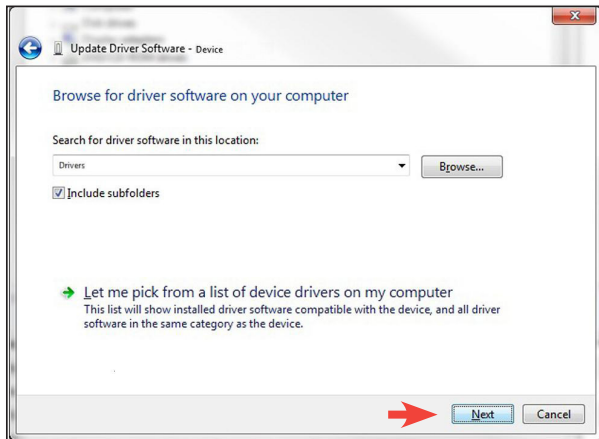 Update Driver Software - Device
Browse for driver software on your computer
Search for driver software in this location:
Drivers
Browse...
Include subfolders
Let me pick from a list of device drivers on my computer
This list will show installed driver software compatible with the device, and all driver
software in the same category as the device.
Next
Cancel